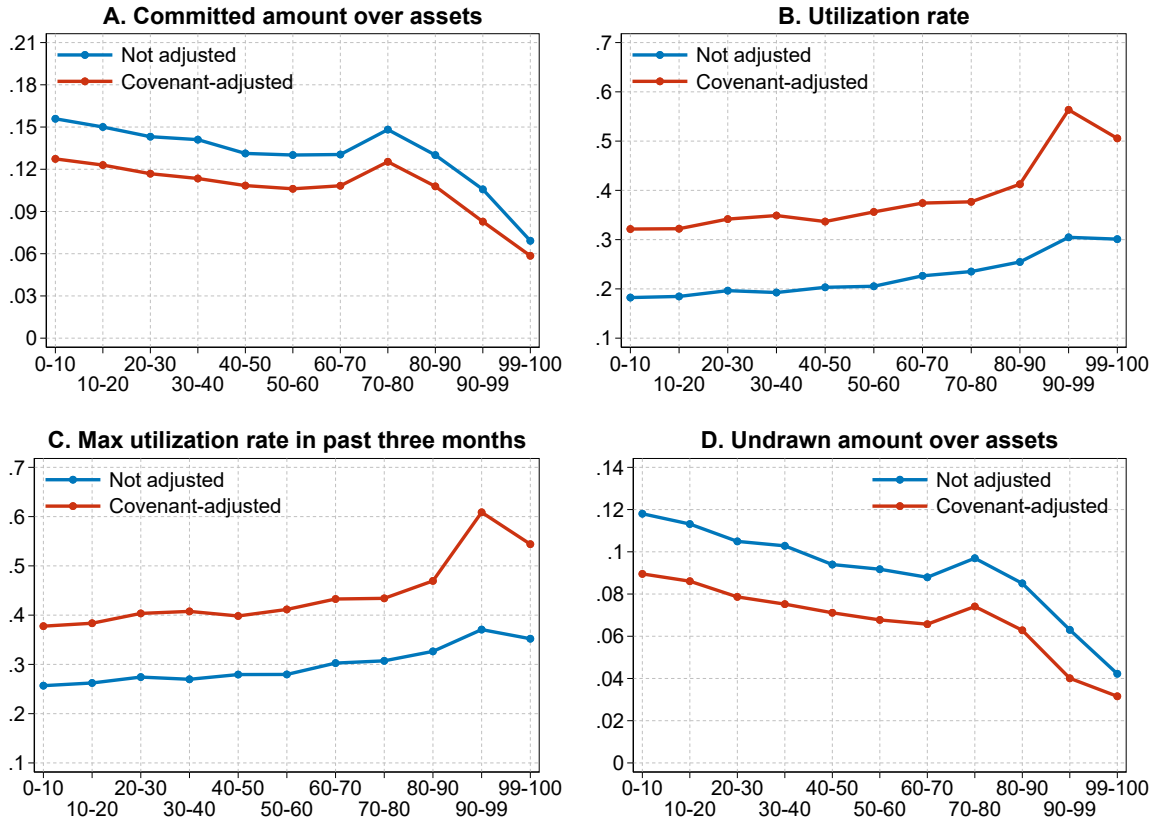 A. Committed amount over assets
.21
.18
.15
.12
.09
.06
.03
0
Not adjusted
Covenant-adjusted
0-10 20-30 40-50 60-70 80-90 99-100
10-20 30-40 50-60 70-80 90-99
B. Utilization rate
.7
.6
.5
.4
.3
.2
.1
Not adjusted
Covenant-adjusted
0-10 20-30 40-50 60-70 80-90 99-100
10-20 30-40 50-60 70-80 90-99
C. Max utilization rate in past three months
.7
.6
.5
.4
.3
.2
.1
Not adjusted
Covenant-adjusted
0-10 20-30 40-50 60-70 80-90 99-100
10-20 30-40 50-60 70-80 90-99
D. Undrawn amount over assets
.14
.12
.1
.08
.06
.04
.02
0
Not adjusted
Covenant-adjusted
0-10 20-30 40-50 60-70 80-90 99-100
10-20 30-40 50-60 70-80 90-99